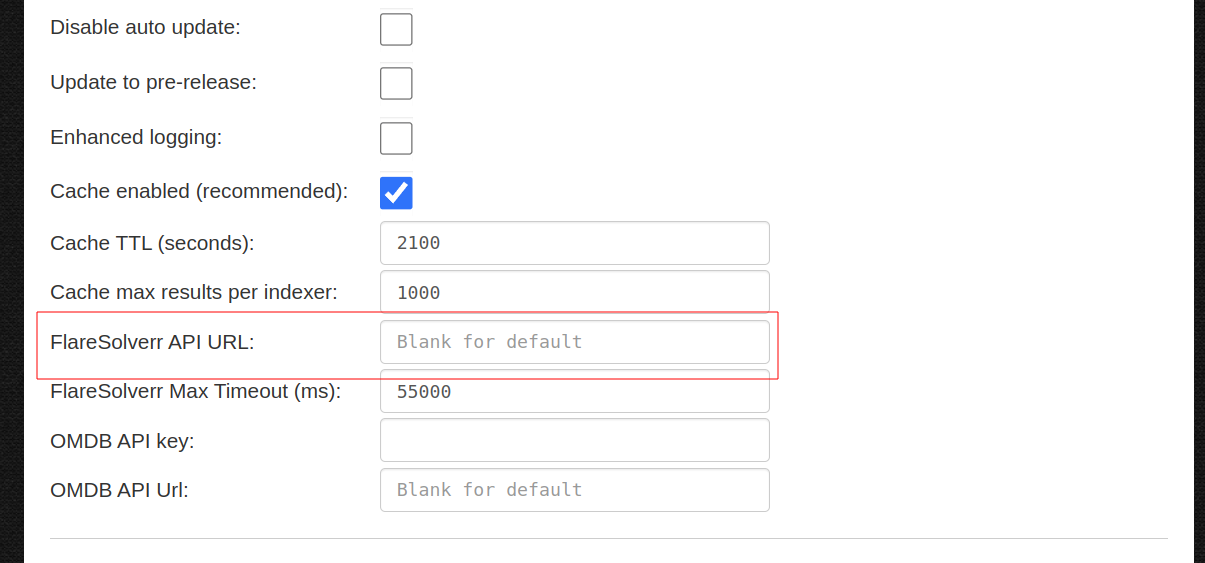 Disable auto update:
Update to pre-release:
Enhanced logging:
Cache enabled (recommended):
Cache TTL (seconds): 2100
Cache max results per indexer: 1000
FlareSolverr API URL: Blank for default
FlareSolverr Max Timeout (ms): 55000
OMDB API key:
OMDB API Url: Blank for default